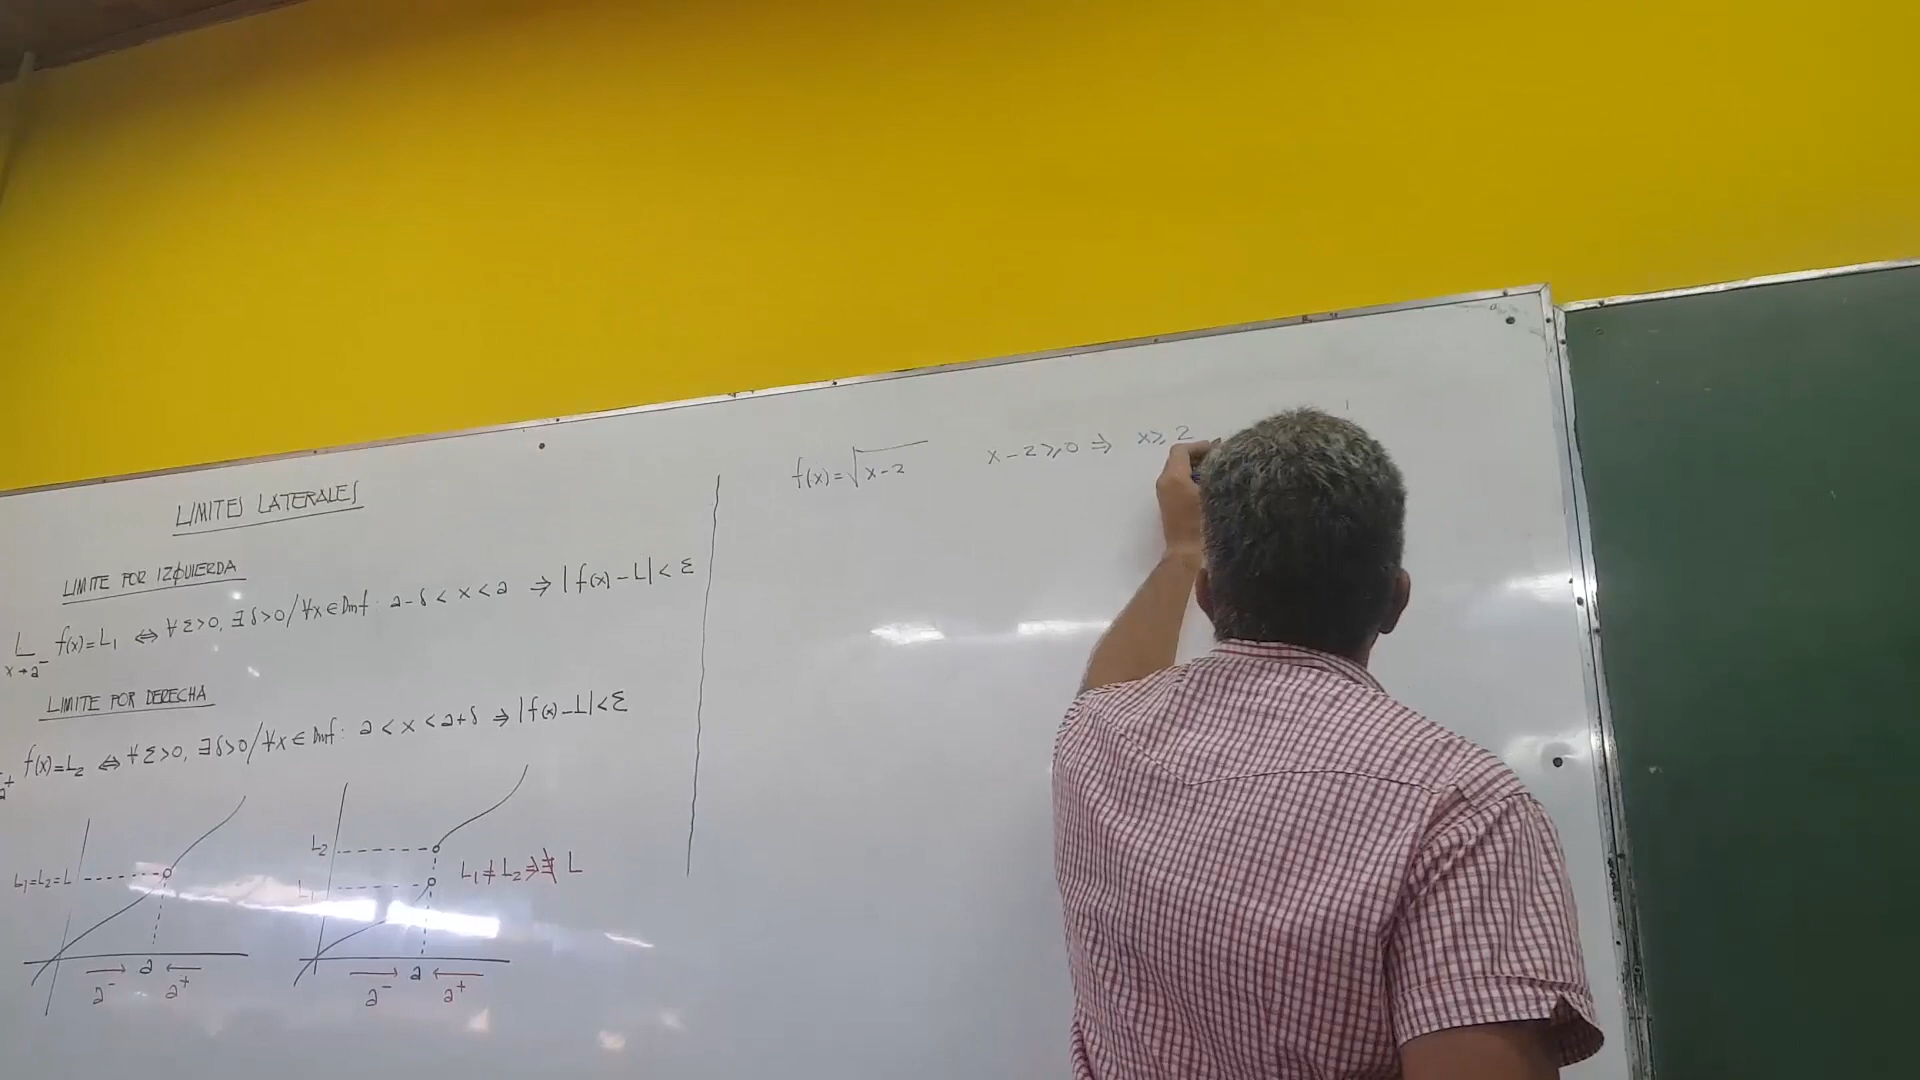 LIMITES LATERALES
LIMITE POR IZQUIERDA
L f(x)=L₁ ⇔ ∀ε>0, ∃δ>0/∀x∈Dmf: a-δ < x < a ⇒ |f(x)-L| < ε
x→a⁻
LIMITE POR DERECHA
f(x)=L₂ ⇔ ∀ε>0, ∃δ>0/∀x∈Dmf: a < x < a+δ ⇒ |f(x)-L| < ε
a⁺
L₁=L₂=L
a
a⁻ a⁺
L₂
L₁
L₁≠L₂ ⇒ ∄ L
a
a⁻ a⁺
f(x)=√x-2 x-2≥0 ⇒ x≥2